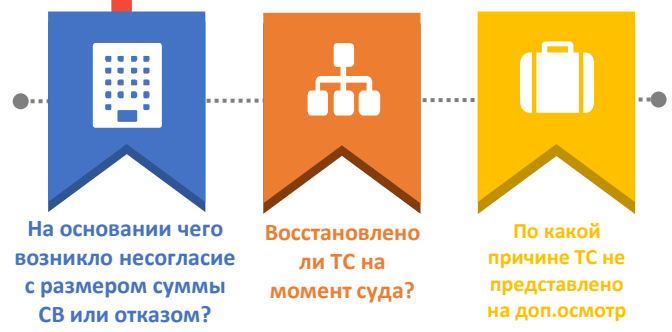 На основании чего
возникло несогласие
с размером суммы
СВ или отказом?
Восстановлено
ли ТС на
момент суда?
По какой
причине ТС не
представлено
на доп.осмотр